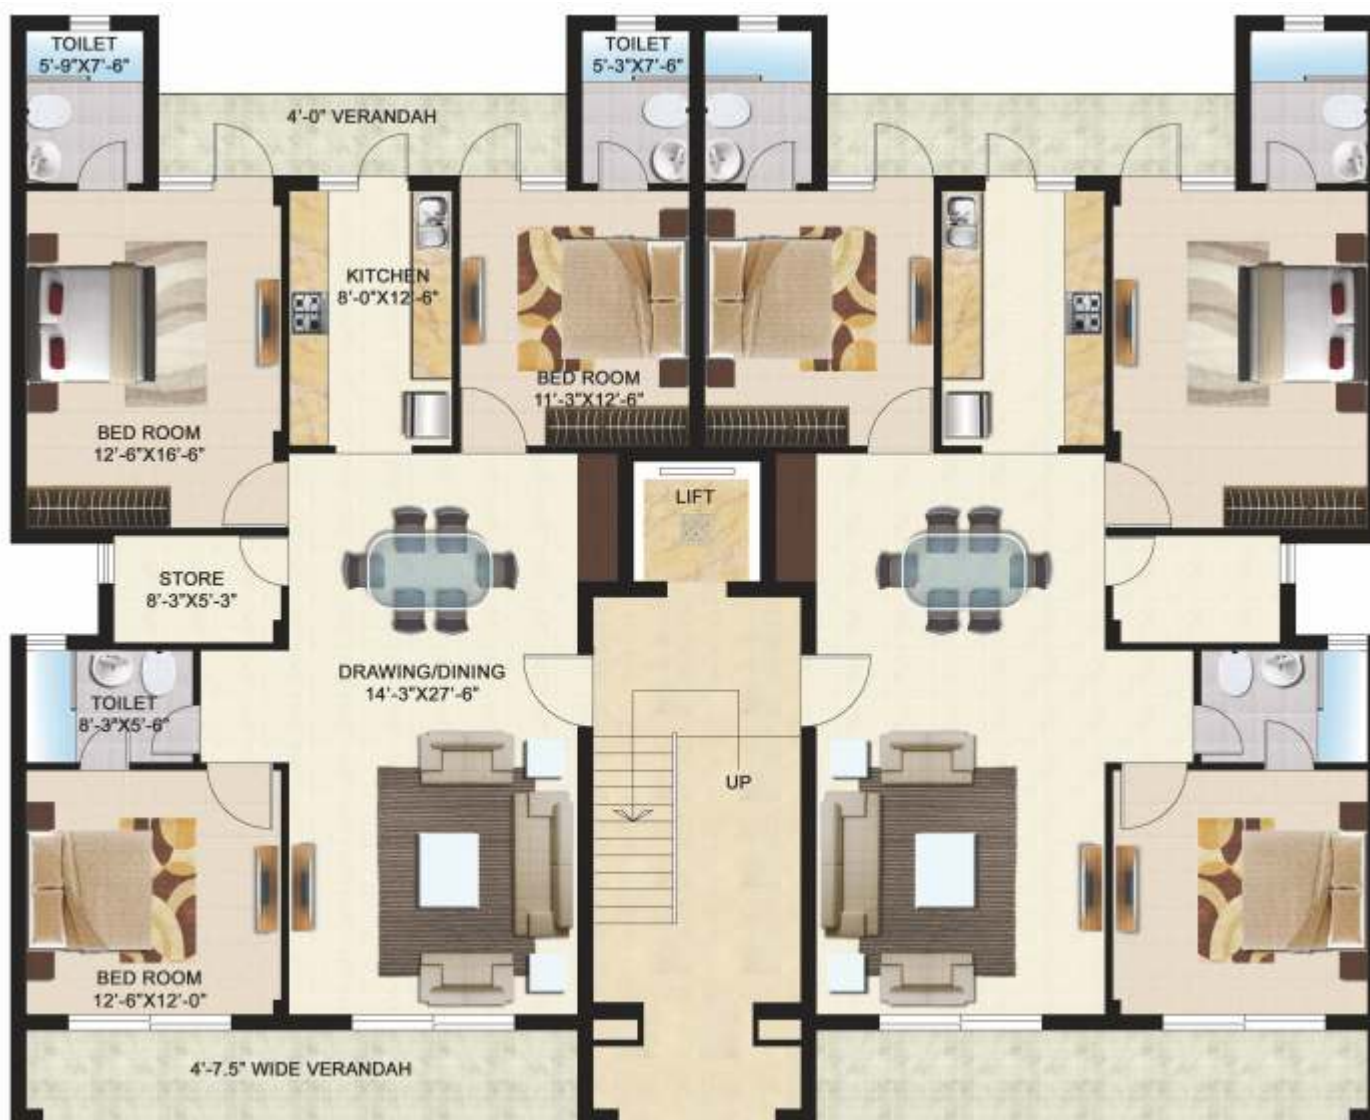 TOILET
5'-9"X7'-6"
TOILET
5'-3"X7'-6"
4'-0" VERANDAH
KITCHEN
8'-0"X12'-6"
BED ROOM
11'-3"X12'-6"
BED ROOM
12'-6"X16'-6"
LIFT
STORE
8'-3"X5'-3"
DRAWING/DINING
14'-3"X27'-6"
TOILET
8'-3"X5'-6"
UP
BED ROOM
12'-6"X12'-0"
4'-7.5" WIDE VERANDAH